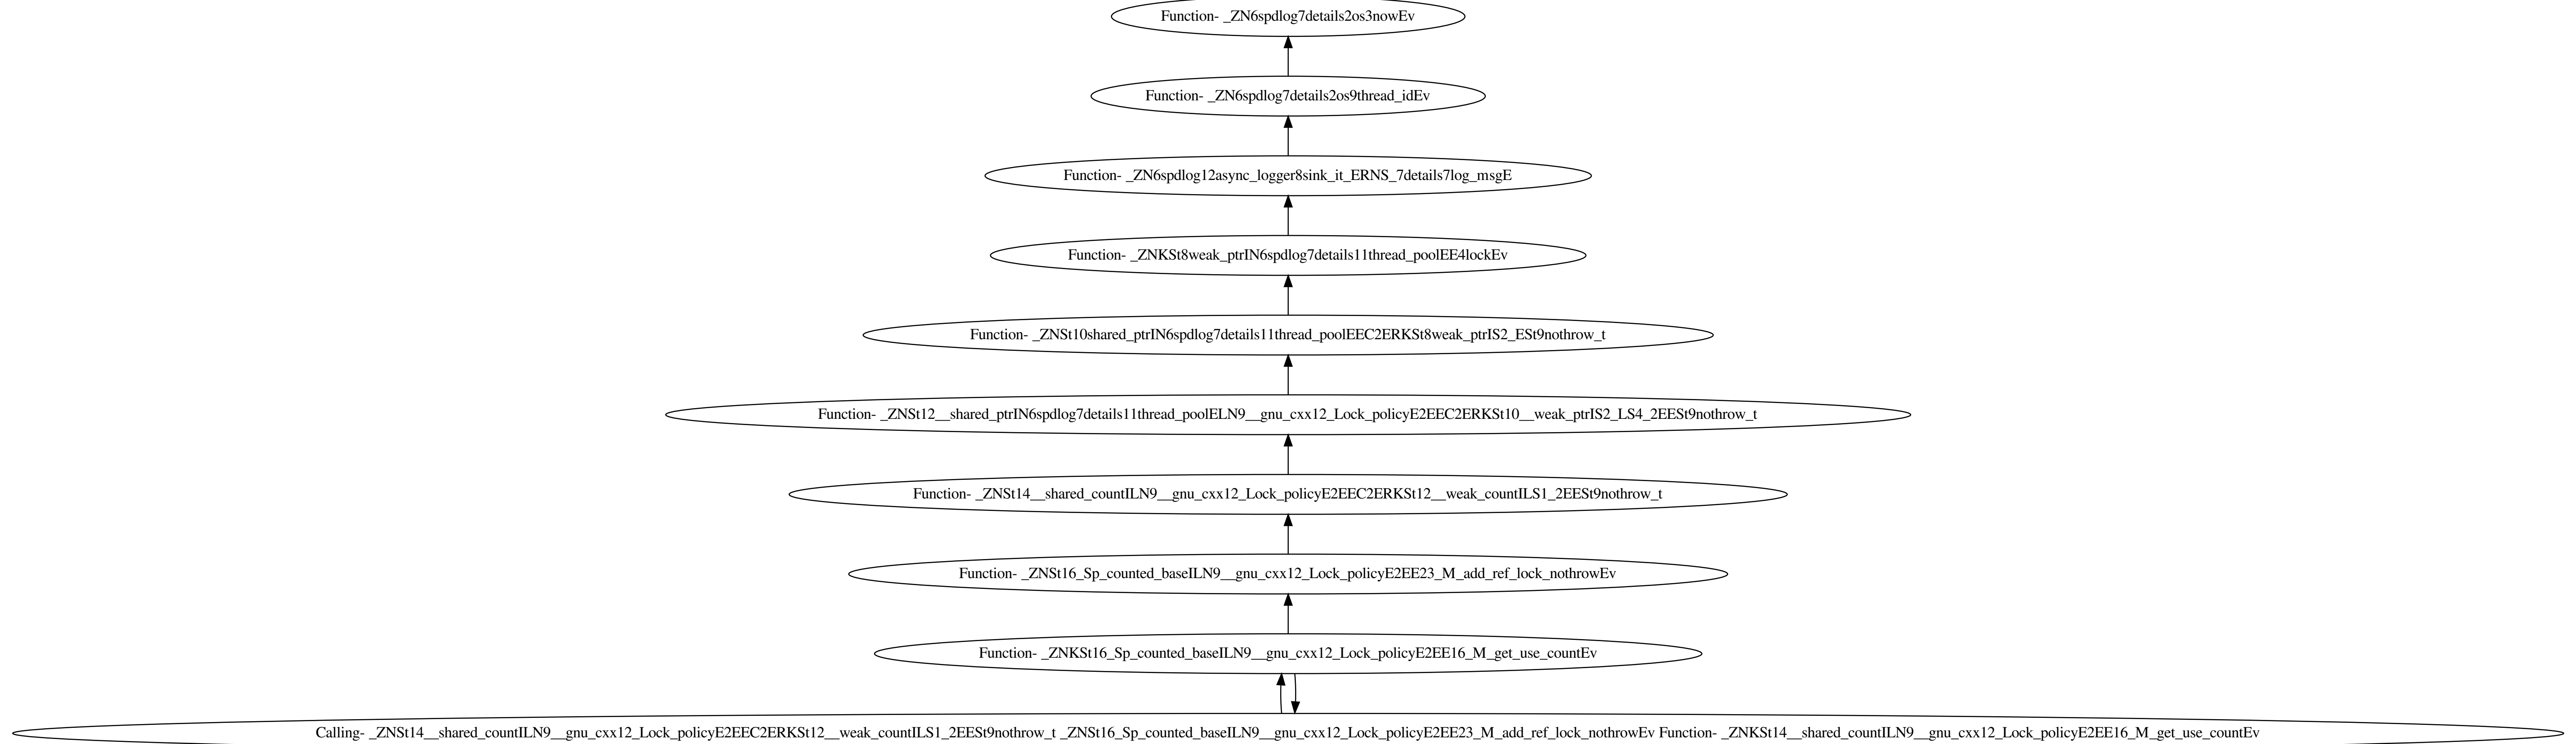 Function- _ZN6spdlog7details2os3nowEv
Function- _ZN6spdlog7details2os9thread_idEv
Function- _ZN6spdlog12async_logger8sink_it_ERNS_7details7log_msgE
Function- _ZNKSt8weak_ptrIN6spdlog7details11thread_poolEE4lockEv
Function- _ZNSt10shared_ptrIN6spdlog7details11thread_poolEEC2ERKSt8weak_ptrIS2_ESt9nothrow_t
Function- _ZNSt12__shared_ptrIN6spdlog7details11thread_poolELN9__gnu_cxx12_Lock_policyE2EEC2ERKSt10__weak_ptrIS2_LS4_2EESt9nothrow_t
Function- _ZNSt14__shared_countILN9__gnu_cxx12_Lock_policyE2EEC2ERKSt12__weak_countILS1_2EESt9nothrow_t
Function- _ZNSt16_Sp_counted_baseILN9__gnu_cxx12_Lock_policyE2EE23_M_add_ref_lock_nothrowEv
Function- _ZNKSt16_Sp_counted_baseILN9__gnu_cxx12_Lock_policyE2EE16_M_get_use_countEv
Calling- _ZNSt14__shared_countILN9__gnu_cxx12_Lock_policyE2EEC2ERKSt12__weak_countILS1_2EESt9nothrow_t _ZNSt16_Sp_counted_baseILN9__gnu_cxx12_Lock_policyE2EE23_M_add_ref_lock_nothrowEv Function- _ZNKSt14__shared_countILN9__gnu_cxx12_Lock_policyE2EE16_M_get_use_countEv